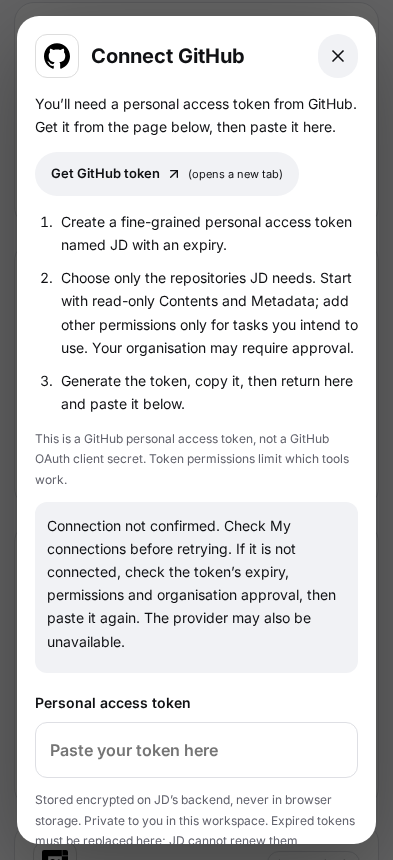 Connect GitHub
You’ll need a personal access token from GitHub.
Get it from the page below, then paste it here.
Get GitHub token (opens a new tab)
1. Create a fine-grained personal access token
named JD with an expiry.
2. Choose only the repositories JD needs. Start
with read-only Contents and Metadata; add
other permissions only for tasks you intend to
use. Your organisation may require approval.
3. Generate the token, copy it, then return here
and paste it below.
This is a GitHub personal access token, not a GitHub
OAuth client secret. Token permissions limit which tools
work.
Connection not confirmed. Check My
connections before retrying. If it is not
connected, check the token’s expiry,
permissions and organisation approval, then
paste it again. The provider may also be
unavailable.
Personal access token
Paste your token here
Stored encrypted on JD’s backend, never in browser
storage. Private to you in this workspace. Expired tokens
must be replaced here; JD cannot renew them